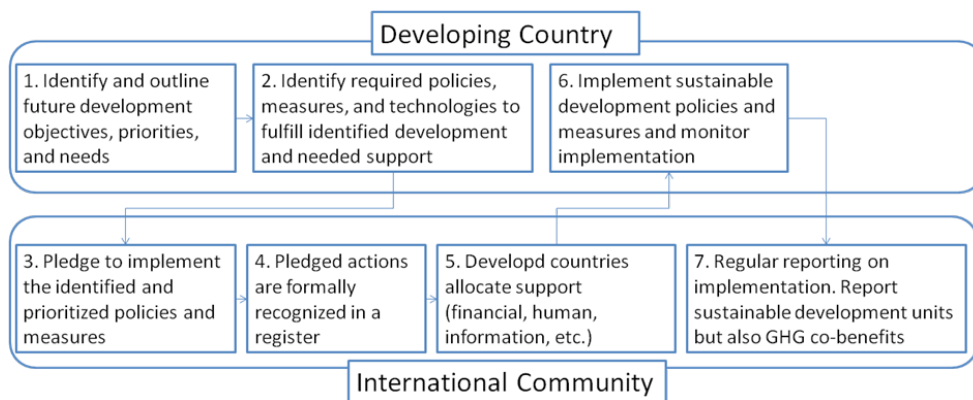 Developing Country
1. Identify and outline
future development
objectives, priorities,
and needs
2. Identify required policies,
measures, and technologies to
fulfill identified development
and needed support
6. Implement sustainable
development policies and
measures and monitor
implementation
3. Pledge to implement
the identified and
prioritized policies and
measures
4. Pledged actions
are formally
recognized in a
register
5. Developd countries
allocate support
(financial, human,
information, etc.)
7. Regular reporting on
implementation. Report
sustainable development units
but also GHG co-benefits
International Community